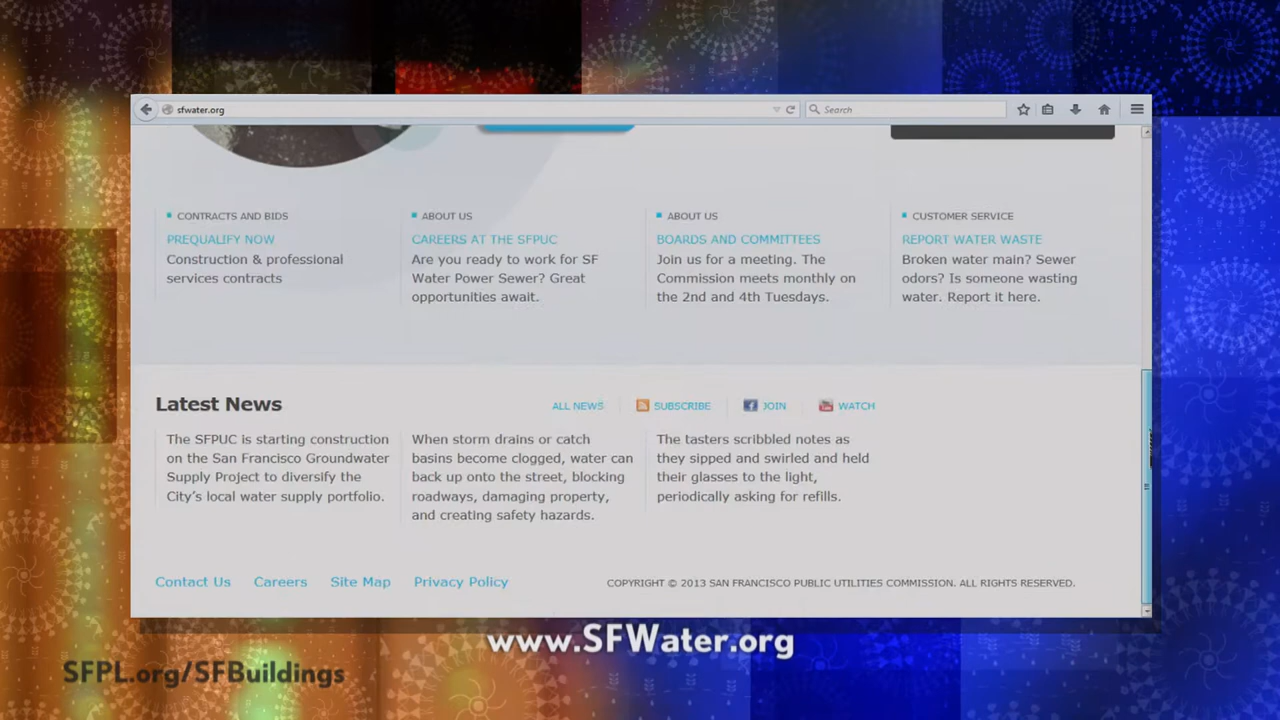 sfwater.org
Search
CONTRACTS AND BIDS
PREQUALIFY NOW
Construction & professional
services contracts
ABOUT US
CAREERS AT THE SFPUC
Are you ready to work for SF
Water Power Sewer? Great
opportunities await.
ABOUT US
BOARDS AND COMMITTEES
Join us for a meeting. The
Commission meets monthly on
the 2nd and 4th Tuesdays.
CUSTOMER SERVICE
REPORT WATER WASTE
Broken water main? Sewer
odors? Is someone wasting
water. Report it here.
Latest News
ALL NEWS
SUBSCRIBE
JOIN
WATCH
The SFPUC is starting construction
on the San Francisco Groundwater
Supply Project to diversify the
City's local water supply portfolio.
When storm drains or catch
basins become clogged, water can
back up onto the street, blocking
roadways, damaging property,
and creating safety hazards.
The tasters scribbled notes as
they sipped and swirled and held
their glasses to the light,
periodically asking for refills.
Contact Us
Careers
Site Map
Privacy Policy
COPYRIGHT © 2013 SAN FRANCISCO PUBLIC UTILITIES COMMISSION. ALL RIGHTS RESERVED.
www.SFWater.org
SFPL.org/SFBuildings